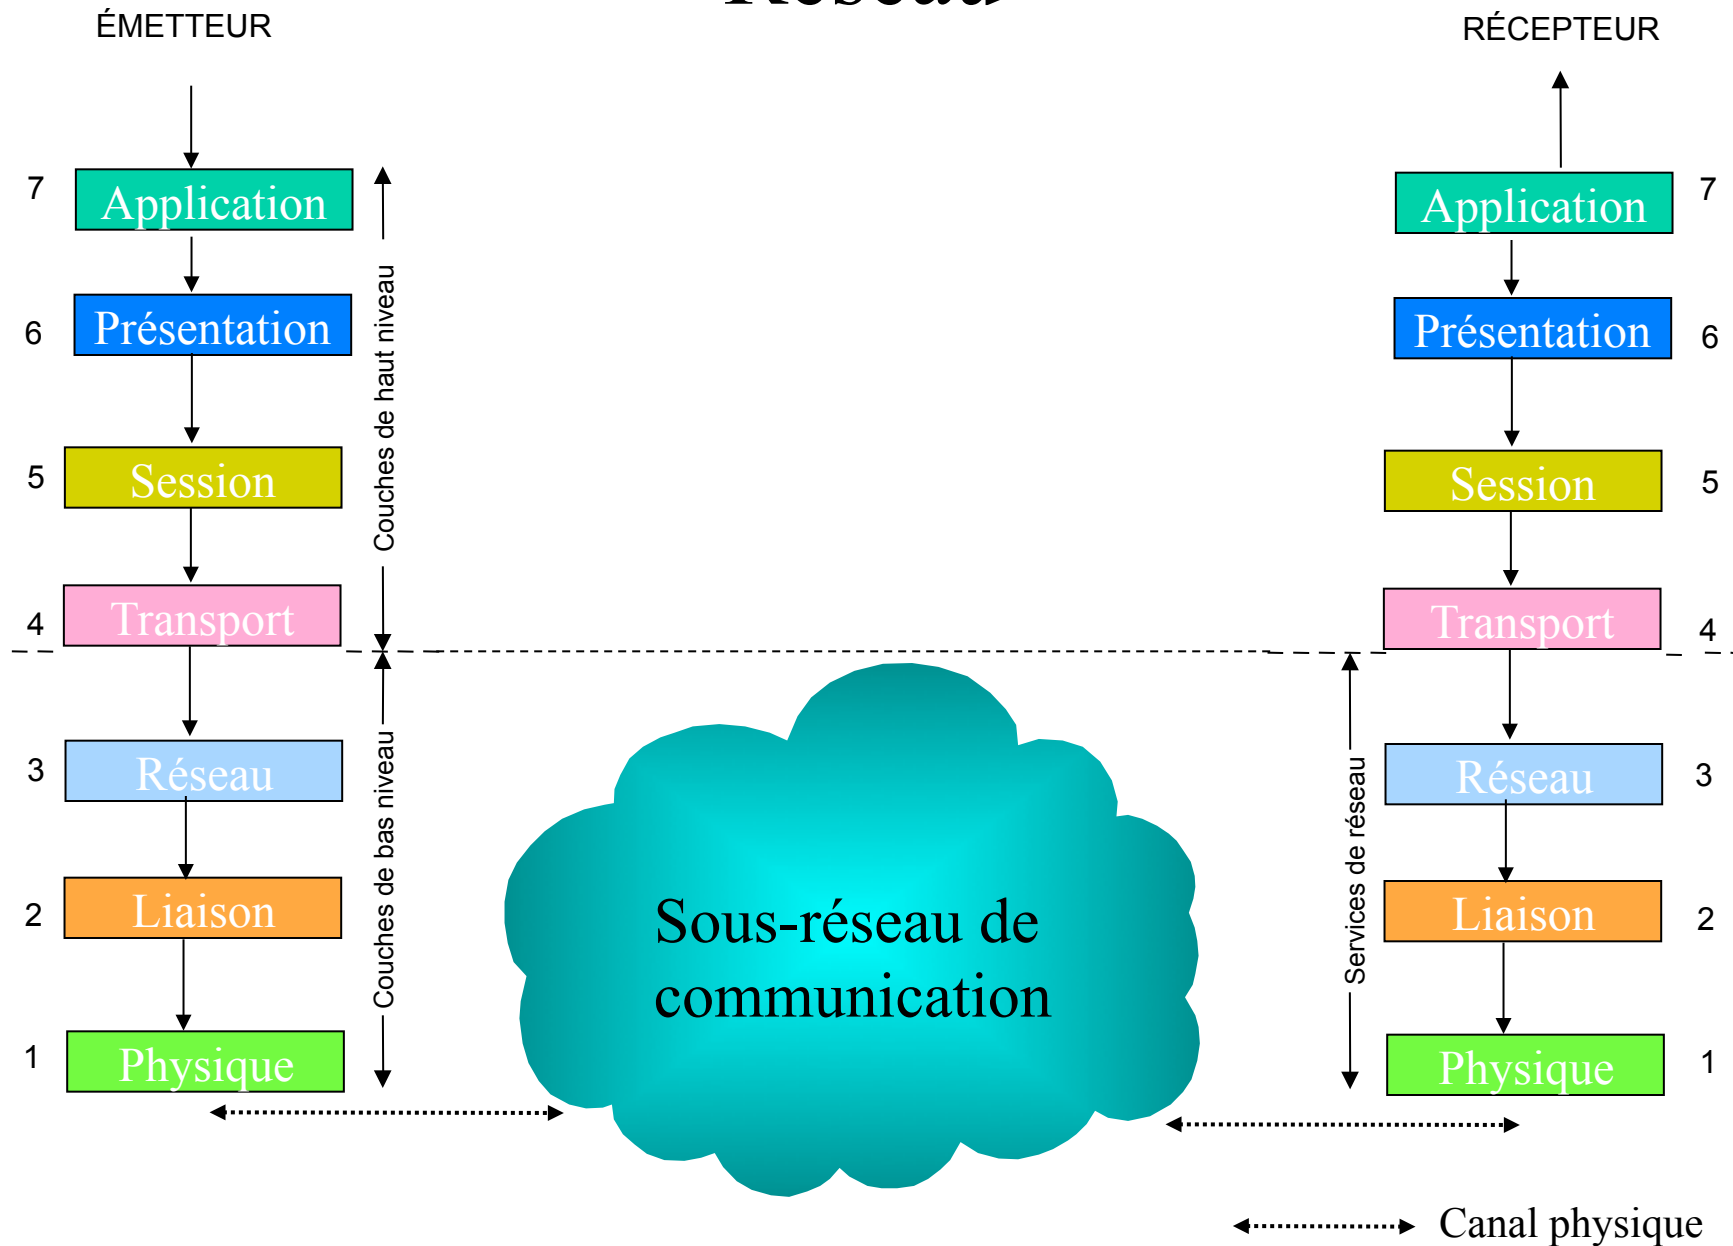 ÉMETTEUR
RÉCEPTEUR
7
Application
Application
7
6
Présentation
Présentation
6
5
Session
Session
5
4
Transport
Transport
4
3
Réseau
Réseau
3
2
Liaison
Liaison
2
1
Physique
Physique
1
Couches de haut niveau
Couches de bas niveau
Sous-réseau de
communication
Services de réseau
Canal physique